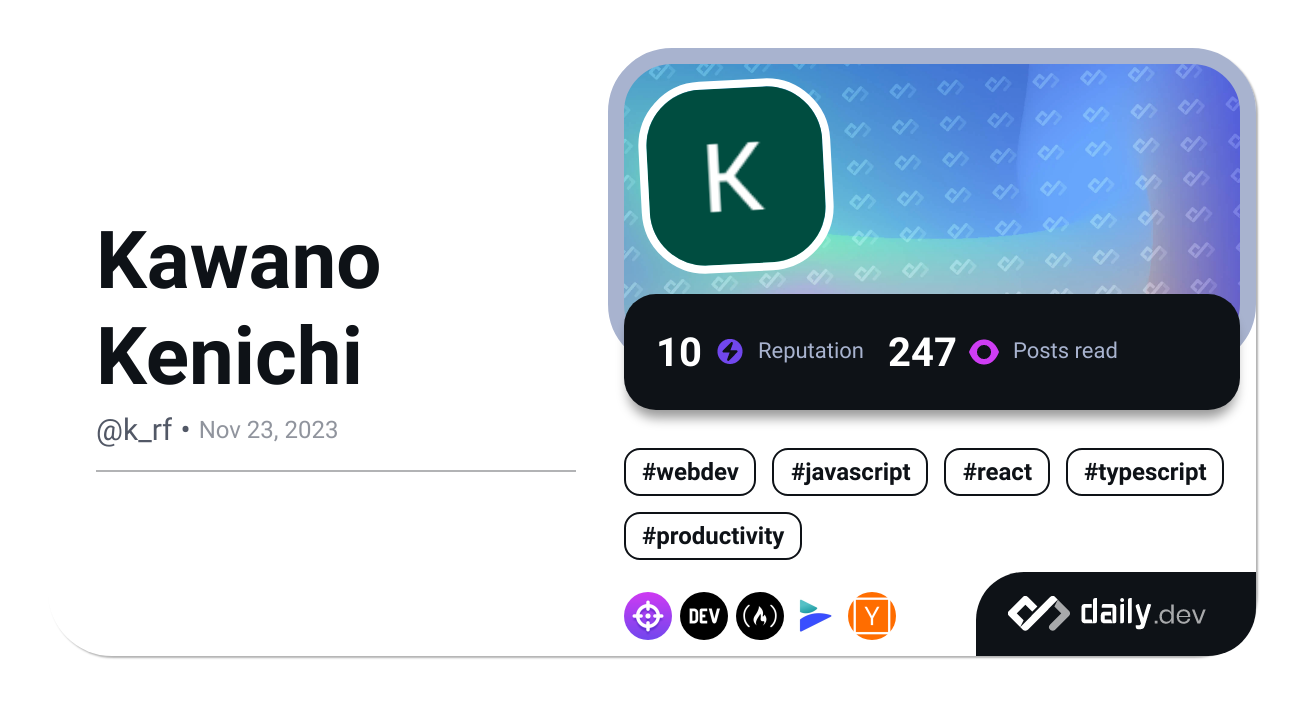 Kawano
Kenichi
@k_rf • Nov 23, 2023
K
10 Reputation 247 Posts read
#webdev #javascript #react #typescript
#productivity
DEV Y
daily.dev